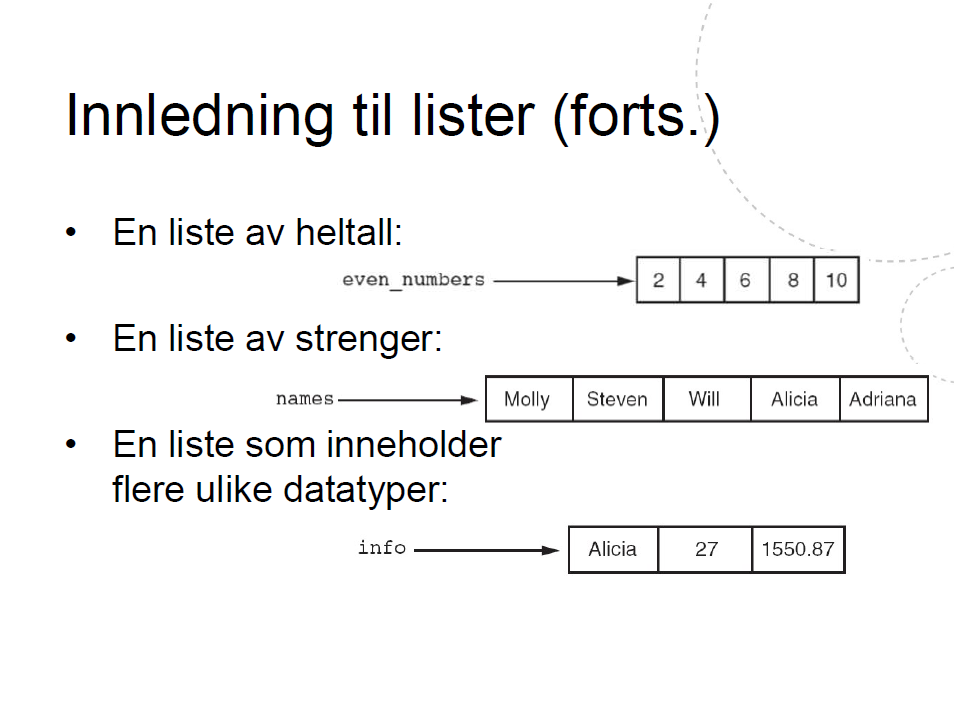 Innledning til lister (forts.)
• En liste av heltall:
even_numbers 2 4 6 8 10
• En liste av strenger:
names Molly Steven Will Alicia Adriana
• En liste som inneholder
flere ulike datatyper:
info Alicia 27 1550.87